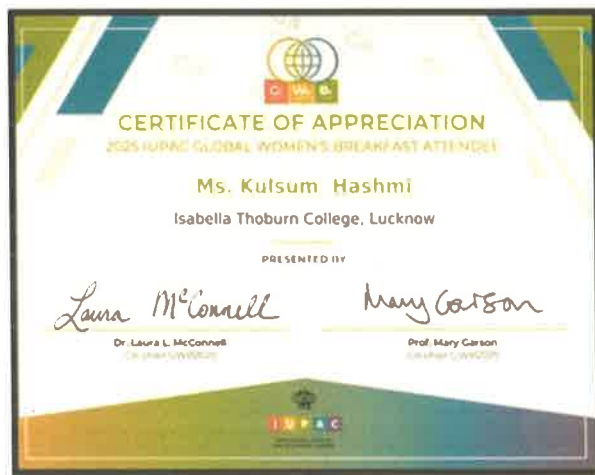 G W B
CERTIFICATE OF APPRECIATION
2025 IUPAC GLOBAL WOMEN'S BREAKFAST ATTENDEE
Ms. Kulsum Hashmi
Isabella Thoburn College, Lucknow
PRESENTED BY
Laura McConnell
Mary Garson
Dr. Laura L. McConnell
Prof. Mary Garson
IUPAC